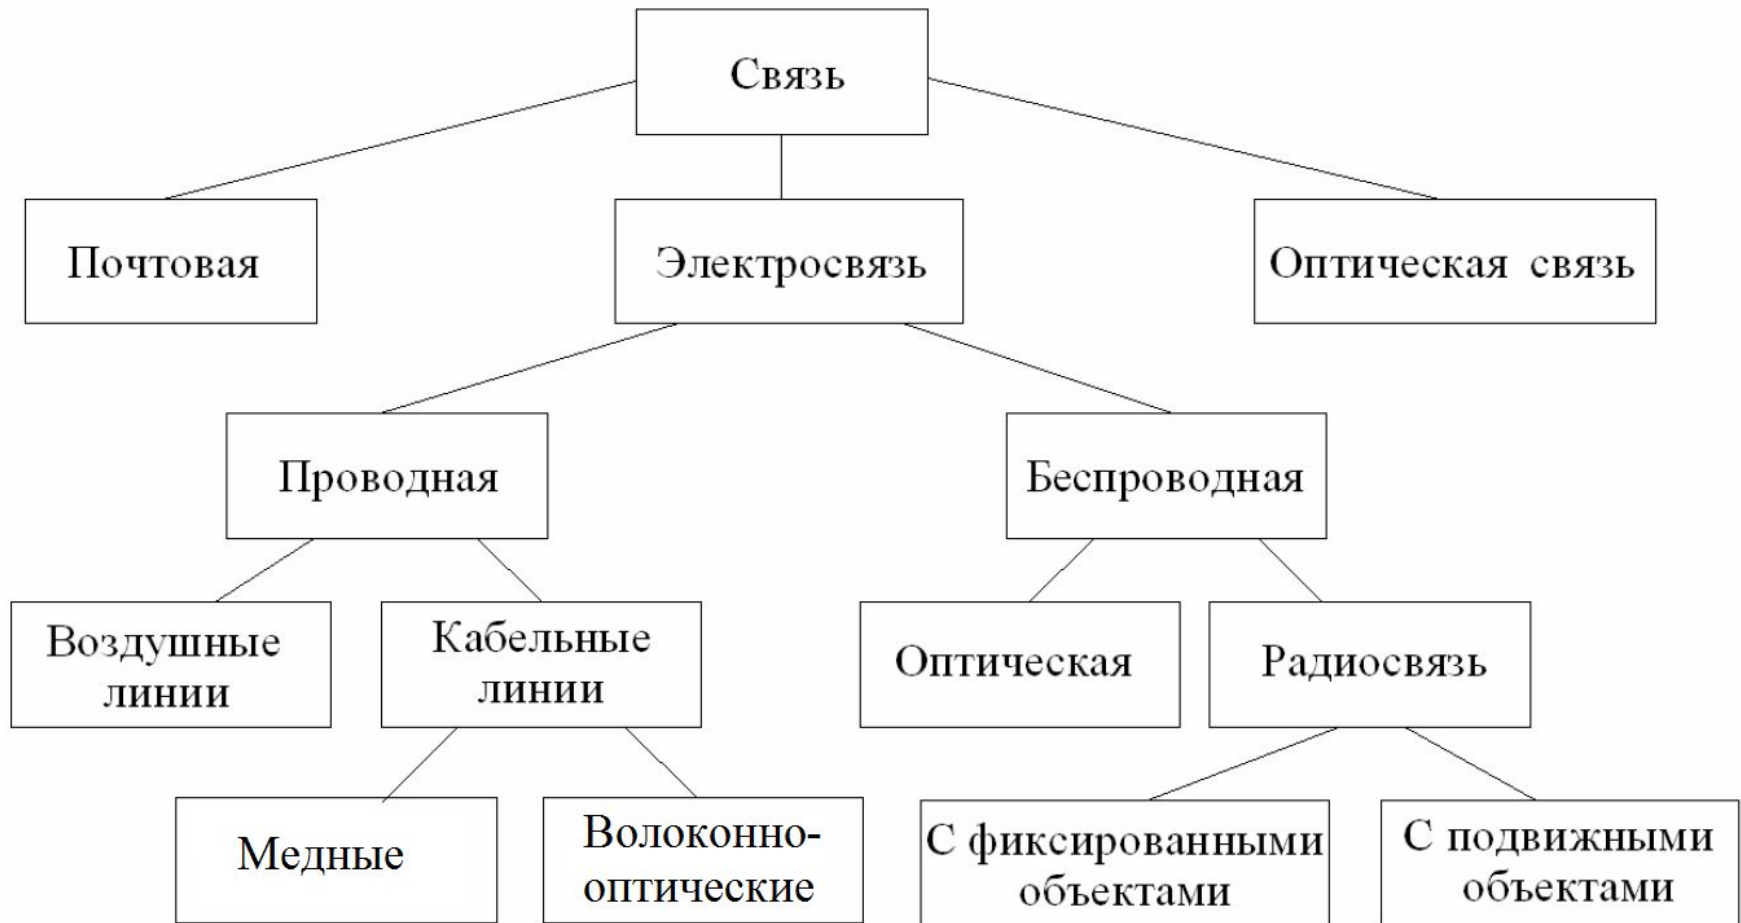 Связь
Почтовая
Электросвязь
Оптическая связь
Проводная
Беспроводная
Воздушные
линии
Кабельные
линии
Оптическая
Радиосвязь
Медные
Волоконно-
оптические
С фиксированными
объектами
С подвижными
объектами